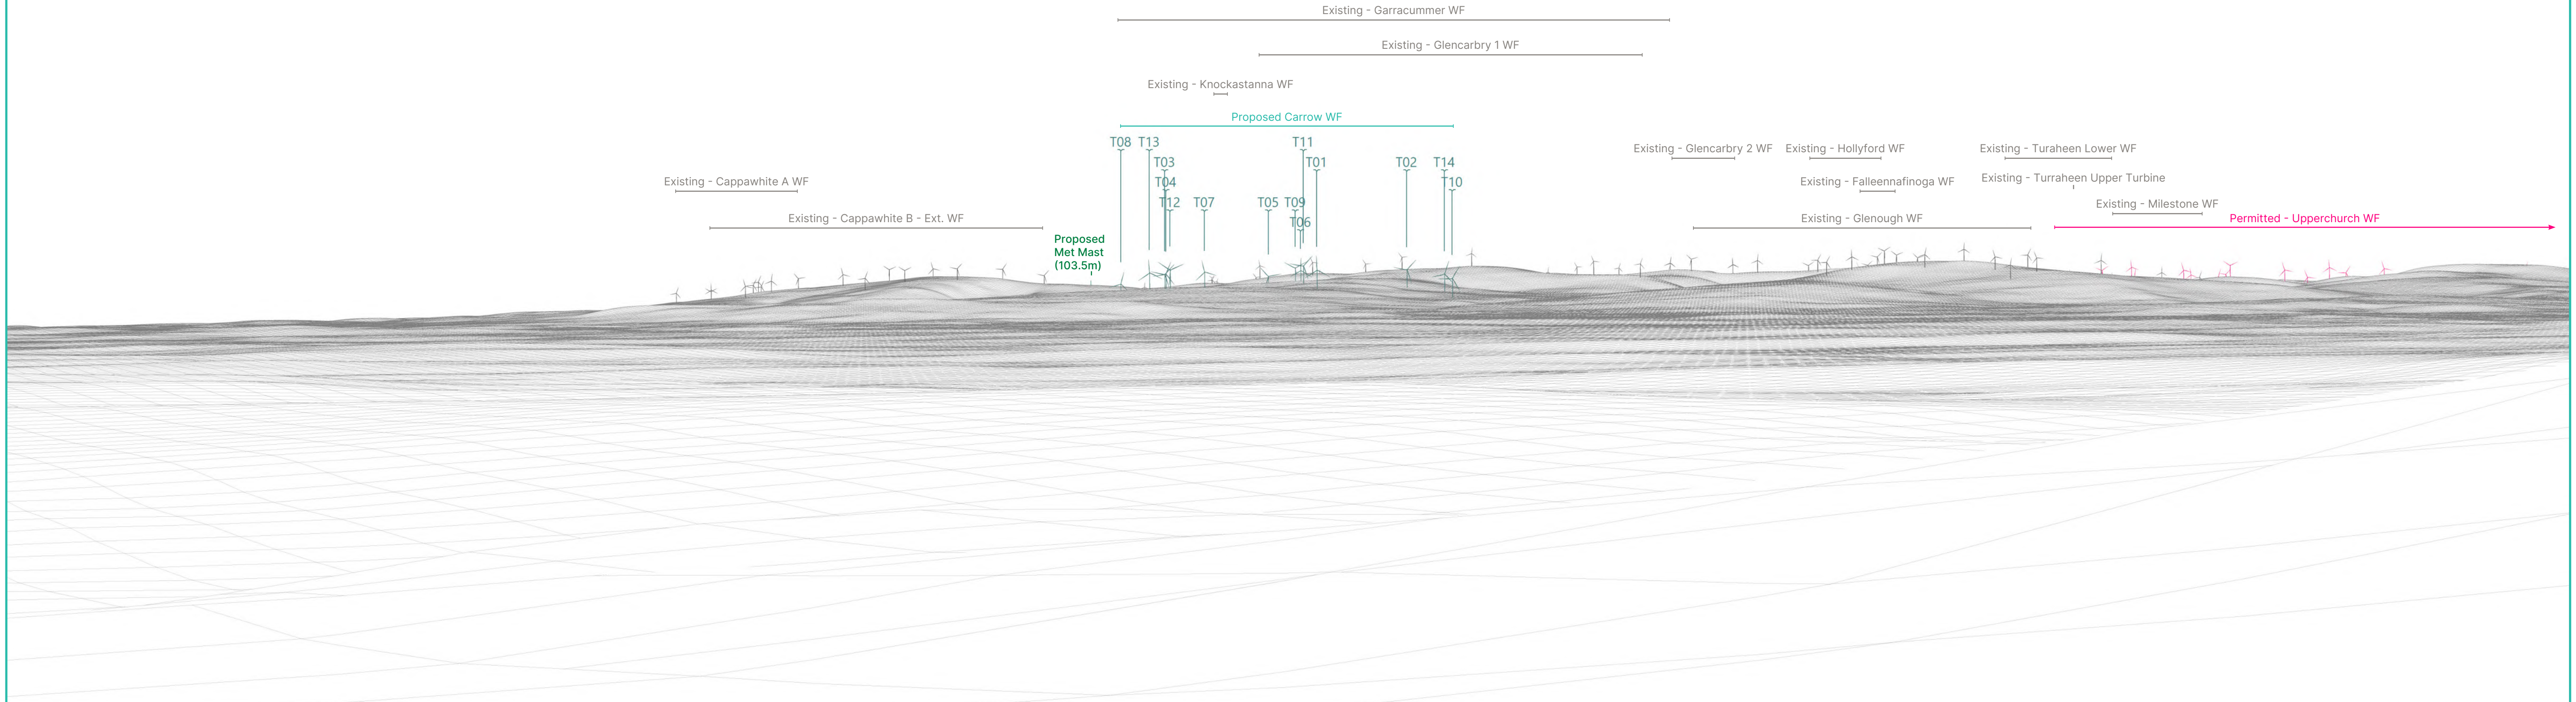 Existing - Garracummer WF
Existing - Glencarbry 1 WF
Existing - Knockastanna WF
Proposed Carrow WF
T08 T13 T11
Existing - Glencarbry 2 WF Existing - Hollyford WF Existing - Turaheen Lower WF
T03 T01 T02 T14
Existing - Cappawhite A WF T04 T10 Existing - Falleennafinoga WF Existing - Turraheen Upper Turbine
T12 T07 T05 T09 Existing - Milestone WF
Existing - Cappawhite B - Ext. WF T06 Existing - Glenough WF Permitted - Upperchurch WF
Proposed
Met Mast
(103.5m)